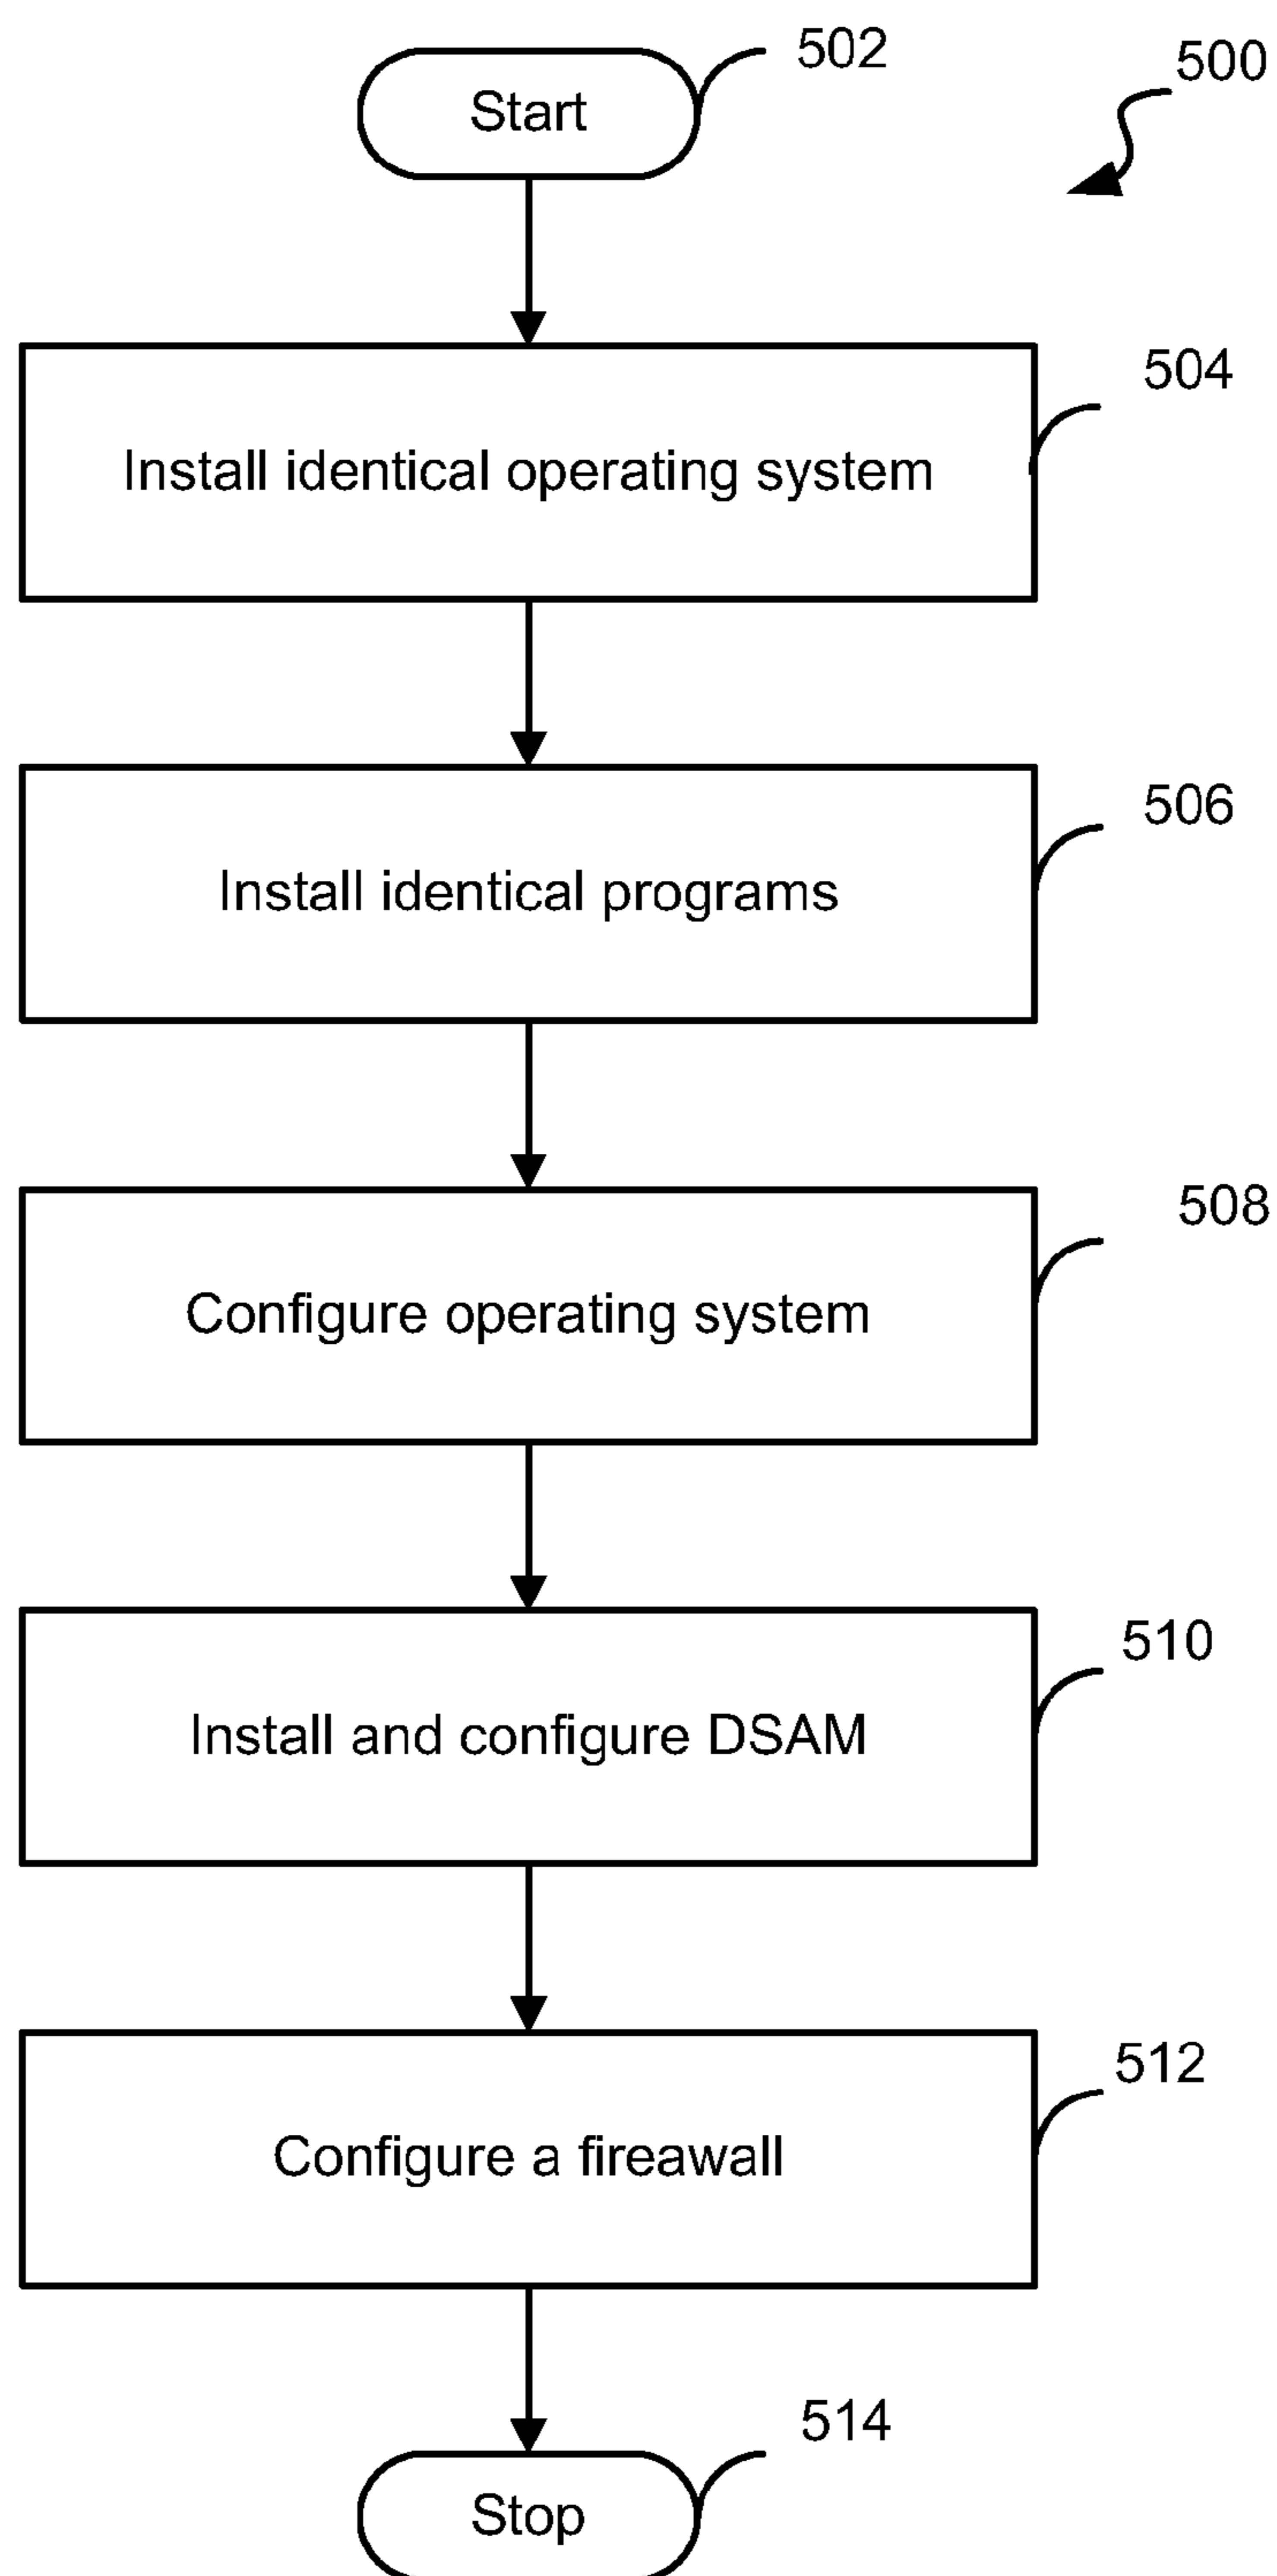 502
500
Start
504
Install identical operating system
506
Install identical programs
508
Configure operating system
510
Install and configure DSAM
512
Configure a fireawall
514
Stop